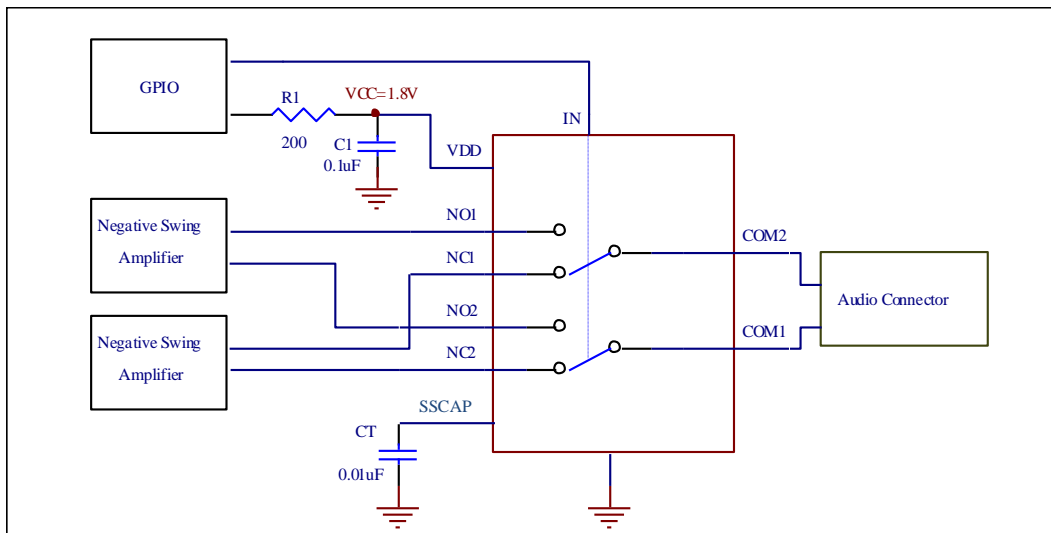 GPIO
R1
200
VCC=1.8V
C1
0.1uF
VDD
IN
Negative Swing
Amplifier
NO1
NC1
Negative Swing
Amplifier
NO2
NC2
COM2
COM1
Audio Connector
SSCAP
CT
0.01uF